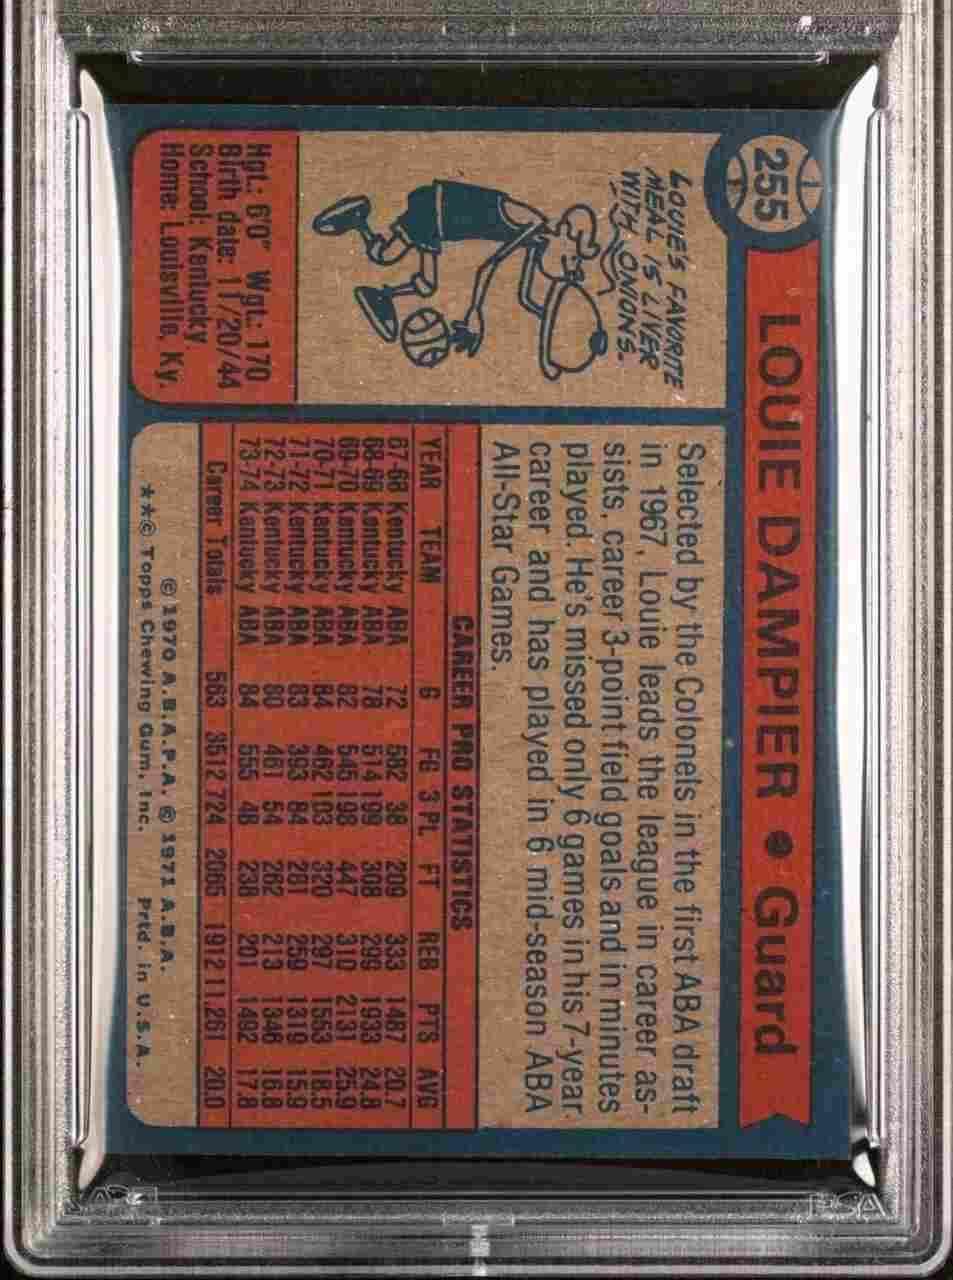 255
LOUIE DAMPIER ● Guard
LOUIE'S FAVORITE
MEAL IS LIVER
WITH ONIONS.
Hgt.: 6'0" Wgt.: 170
Birth date: 11/20/44
School: Kentucky
Home: Louisville, Ky.
Selected by the Colonels in the first ABA draft
in 1967, Louie leads the league in career as-
sists, career 3-point field goals and in minutes
played. He's missed only 6 games in his 7-year
career and has played in 6 mid-season ABA
All-Star Games.
CAREER PRO STATISTICS
YEAR TEAM G FG 3PL FT REB PTS AVG
67-68 Kentucky ABA 72 582 38 209 333 1487 20.7
68-69 Kentucky ABA 78 514 199 308 299 1933 24.8
69-70 Kentucky ABA 82 545 198 447 310 2131 25.9
70-71 Kentucky ABA 84 462 103 320 297 1553 18.5
71-72 Kentucky ABA 83 393 84 281 259 1319 15.9
72-73 Kentucky ABA 80 461 54 262 213 1346 16.8
73-74 Kentucky ABA 84 555 48 238 201 1492 17.8
Career Totals 563 3512 724 2065 1912 11,261 20.0
© 1970 A.B.A.P.A. © 1971 A.B.A.
**© Topps Chewing Gum, Inc. Prtd. in U.S.A.
PSA
PSA